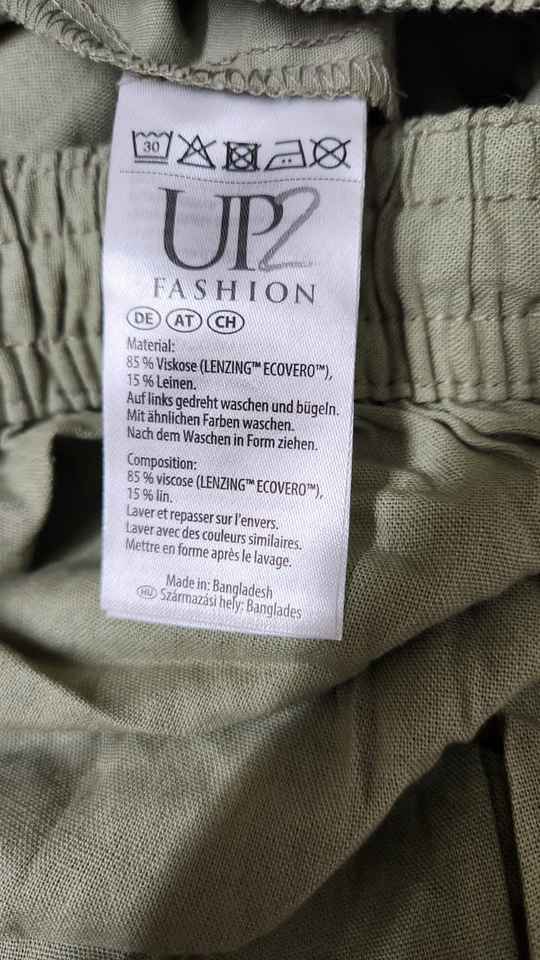 30
UP2
FASHION
DE AT CH
Material:
85 % Viskose (LENZING™ ECOVERO™),
15 % Leinen.
Auf links gedreht waschen und bügeln.
Mit ähnlichen Farben waschen.
Nach dem Waschen in Form ziehen.
Composition:
85 % viscose (LENZING™ ECOVERO™),
15 % lin.
Laver et repasser sur l'envers.
Laver avec des couleurs similaires.
Mettre en forme après le lavage.
Made in: Bangladesh
HU Származási hely: Banglades